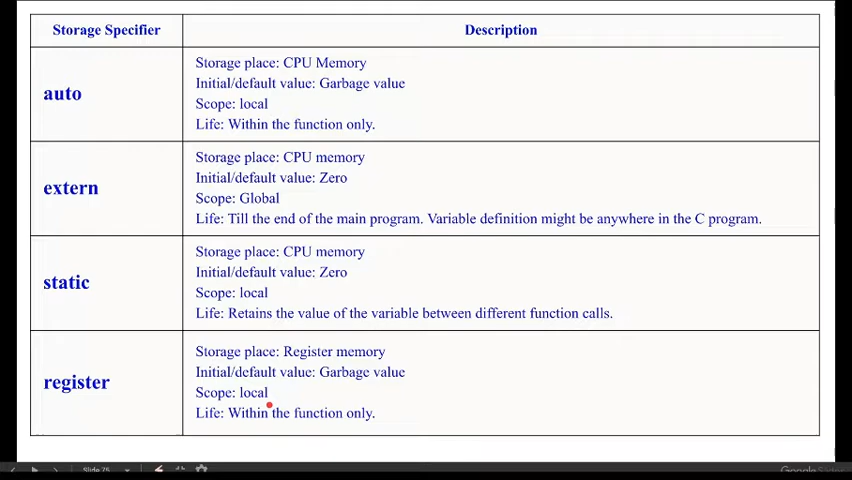 Storage Specifier
Description
auto
Storage place: CPU Memory
Initial/default value: Garbage value
Scope: local
Life: Within the function only.
extern
Storage place: CPU memory
Initial/default value: Zero
Scope: Global
Life: Till the end of the main program. Variable definition might be anywhere in the C program.
static
Storage place: CPU memory
Initial/default value: Zero
Scope: local
Life: Retains the value of the variable between different function calls.
register
Storage place: Register memory
Initial/default value: Garbage value
Scope: local
Life: Within the function only.
Slide 75
Google Slides